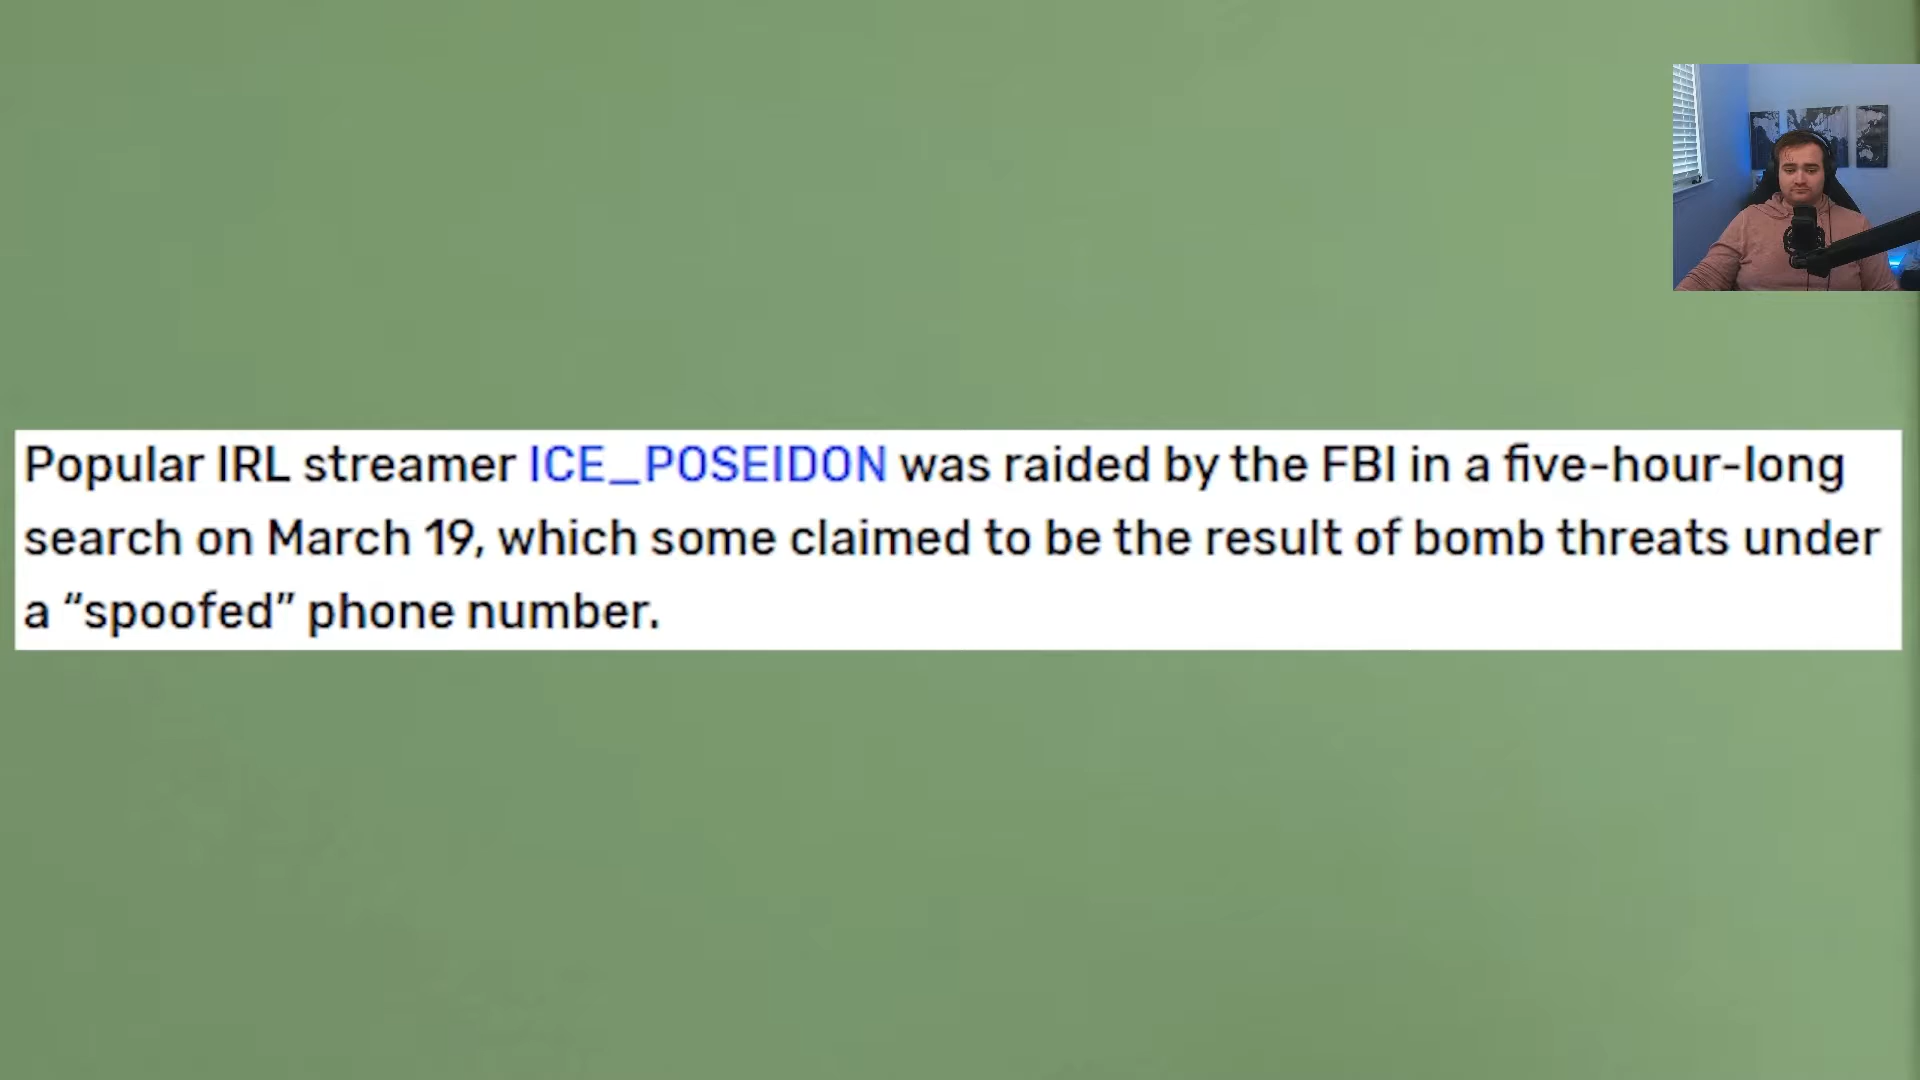 Popular IRL streamer ICE_POSEIDON was raided by the FBI in a five-hour-long
search on March 19, which some claimed to be the result of bomb threats under
a “spoofed” phone number.